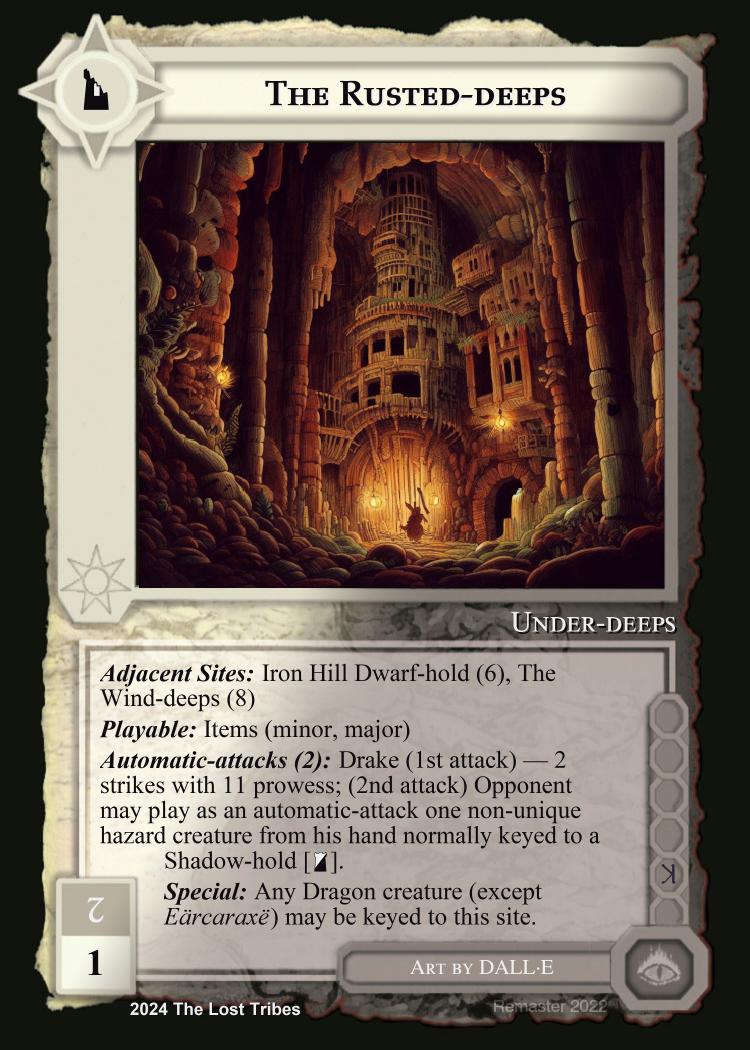 The Rusted-deeps
Under-deeps
Adjacent Sites: Iron Hill Dwarf-hold (6), The
Wind-deeps (8)
Playable: Items (minor, major)
Automatic-attacks (2): Drake (1st attack) — 2
strikes with 11 prowess; (2nd attack) Opponent
may play as an automatic-attack one non-unique
hazard creature from his hand normally keyed to a
Shadow-hold [ ].
Special: Any Dragon creature (except
Eärcaraxë) may be keyed to this site.
1
Art by DALL·E
2024 The Lost Tribes
Remaster 2022